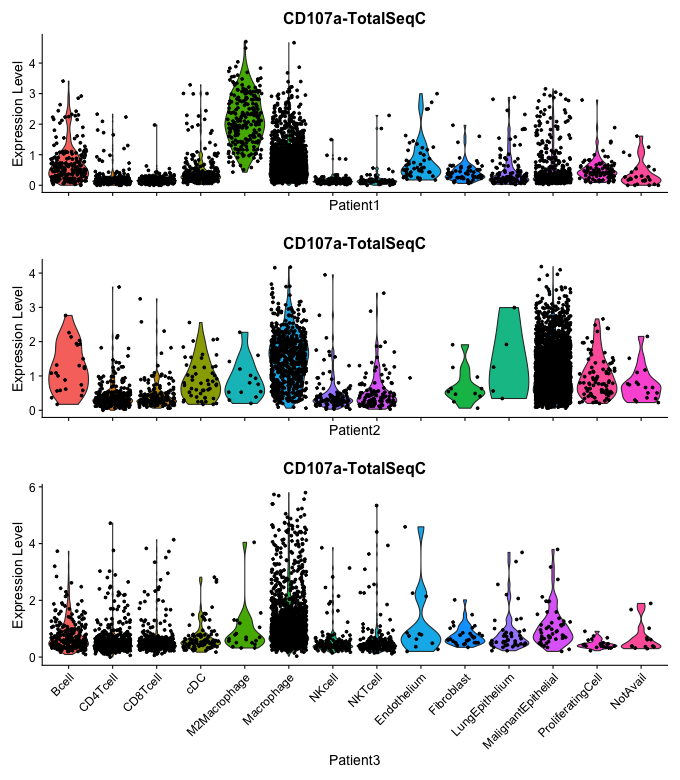 CD107a-TotalSeqC
Expression Level
4
3
2
1
0
Patient1
CD107a-TotalSeqC
Expression Level
4
3
2
1
0
Patient2
CD107a-TotalSeqC
Expression Level
6
4
2
0
Bcell
CD4Tcell
CD8Tcell
cDC
M2Macrophage
Macrophage
NKcell
NKTcell
Endothelium
Fibroblast
LungEpithelium
MalignantEpithelial
ProliferatingCell
NotAvail
Patient3